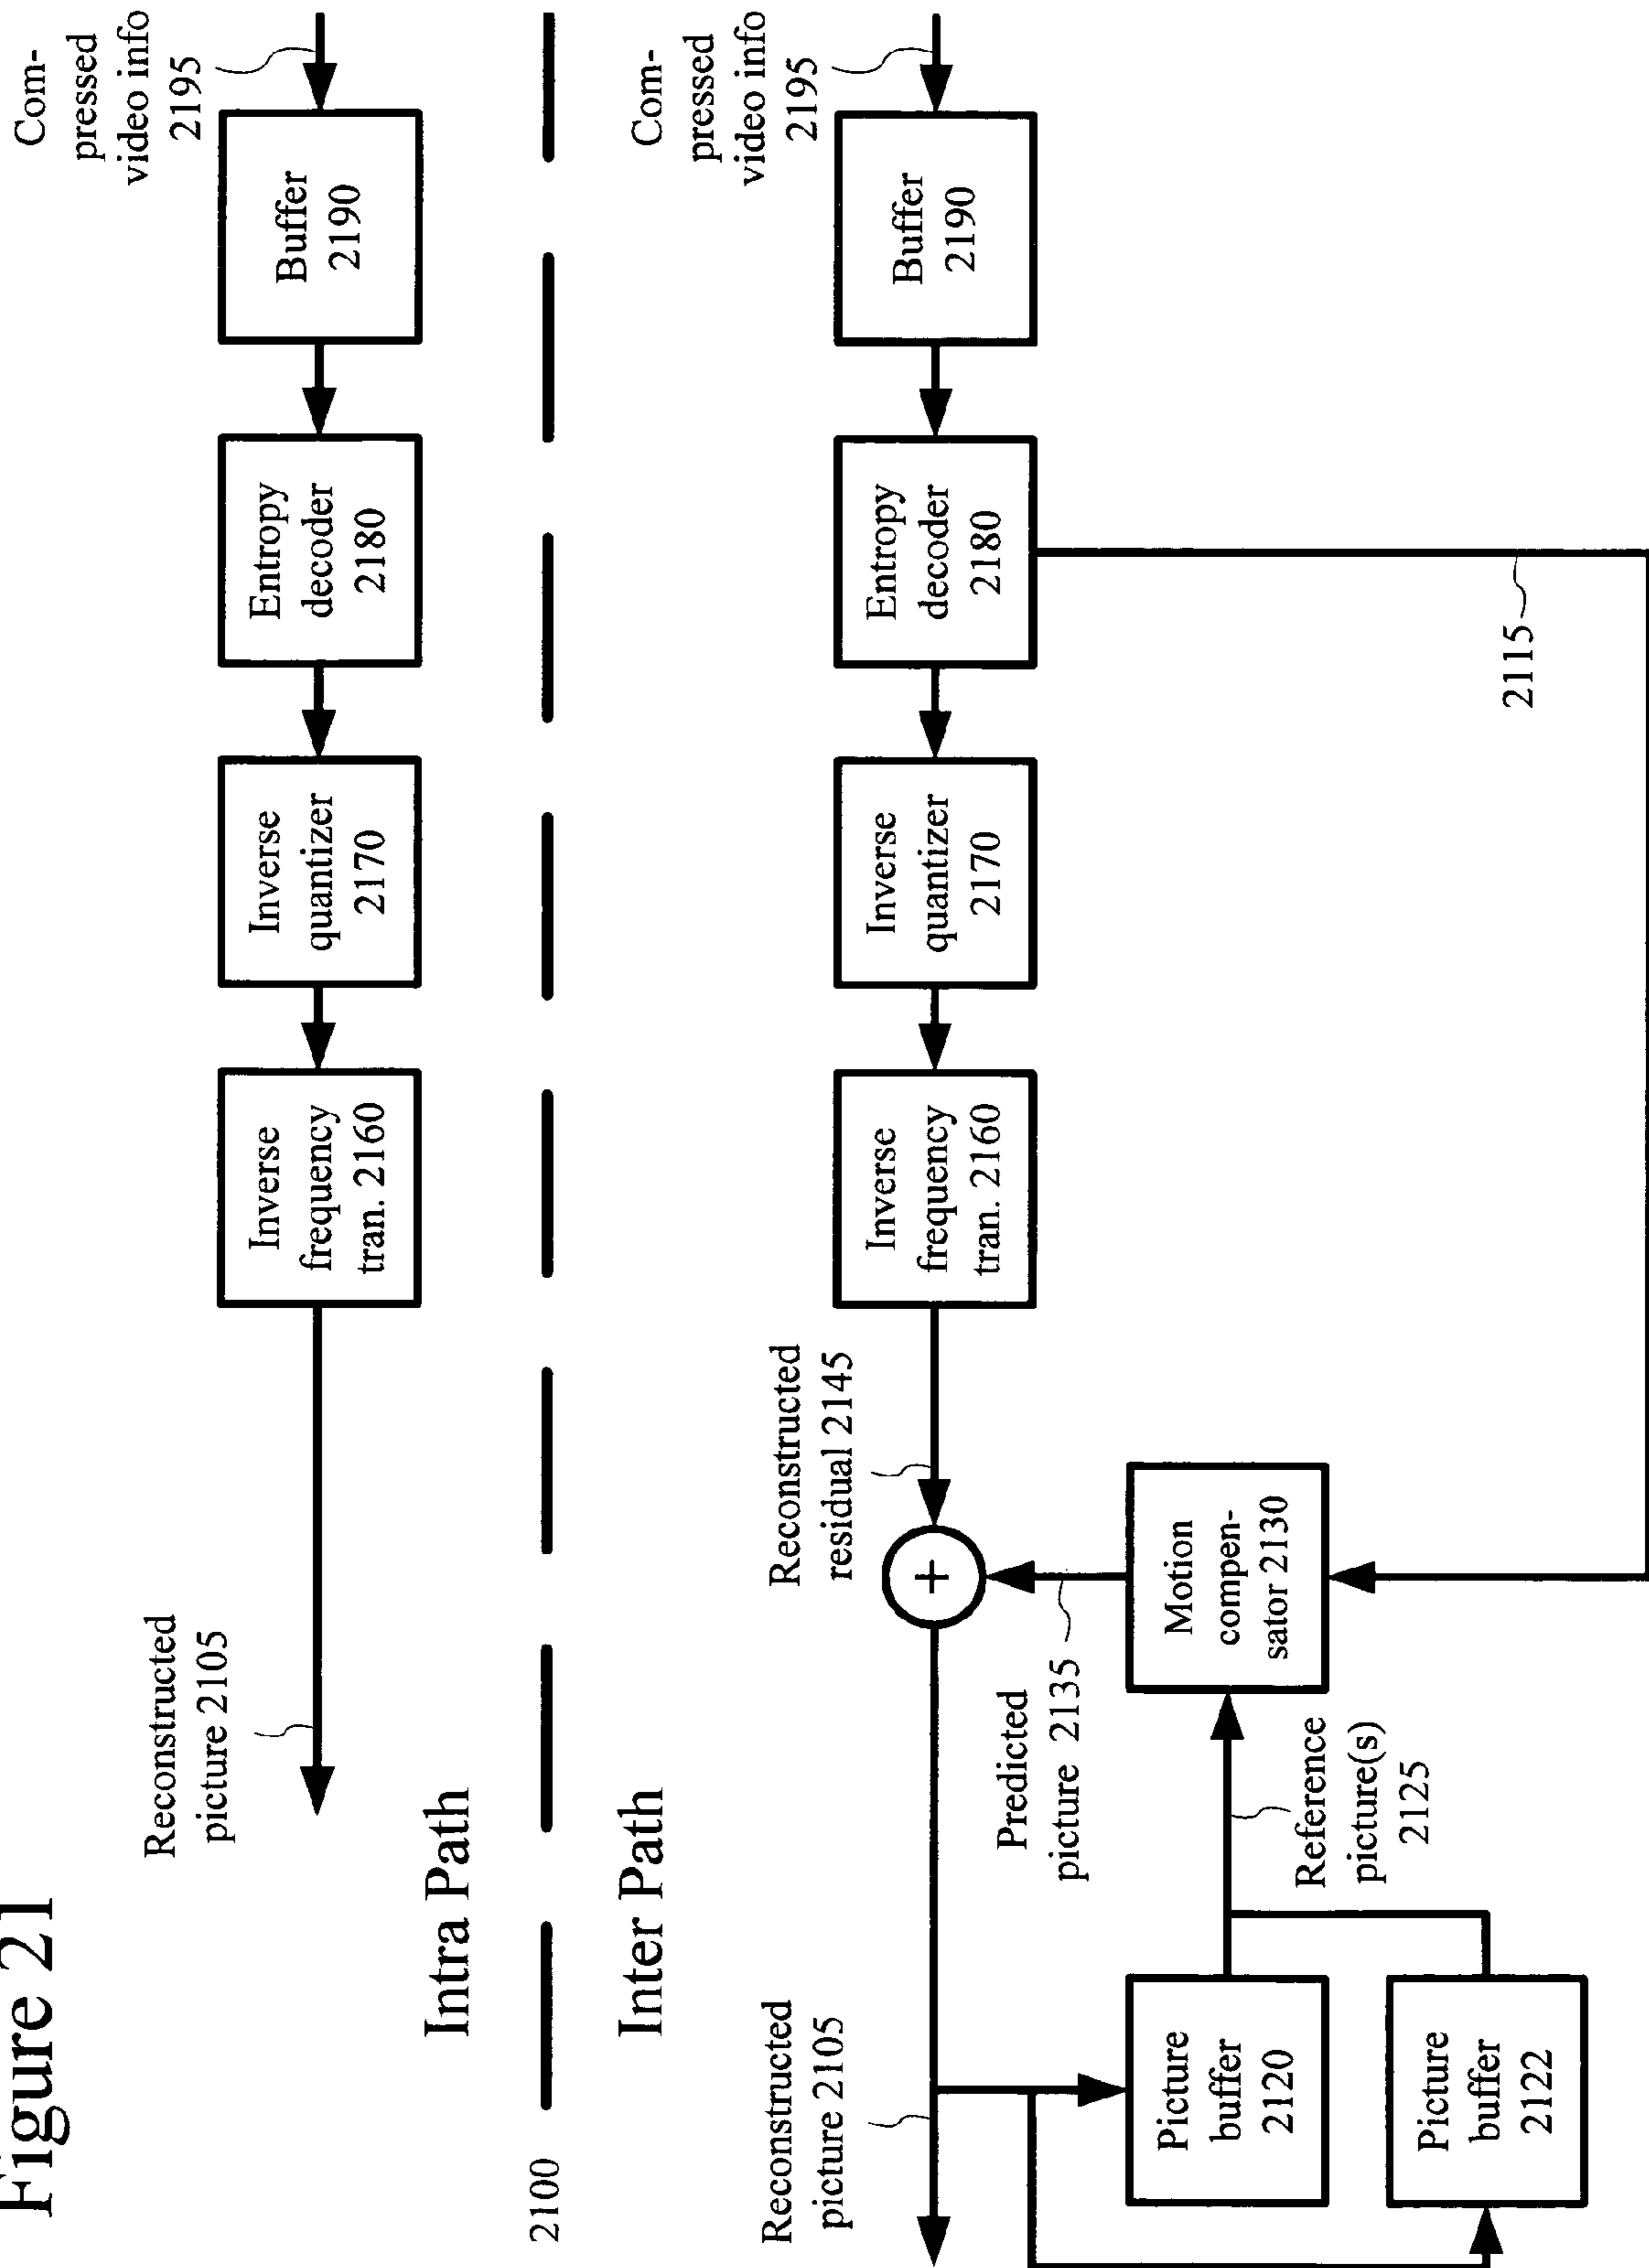 Figure 21
Reconstructed
picture 2105
Inverse
frequency
tran. 2160
Inverse
quantizer
2170
Entropy
decoder
2180
Buffer
2190
Com-
pressed
video info
2195
Intra Path
2100
Inter Path
Reconstructed
picture 2105
Reconstructed
residual 2145
+
Inverse
frequency
tran. 2160
Inverse
quantizer
2170
Entropy
decoder
2180
Buffer
2190
Com-
pressed
video info
2195
Predicted
picture 2135
Picture
buffer
2120
Reference
picture(s)
2125
Motion
compen-
sator 2130
Picture
buffer
2122
2115